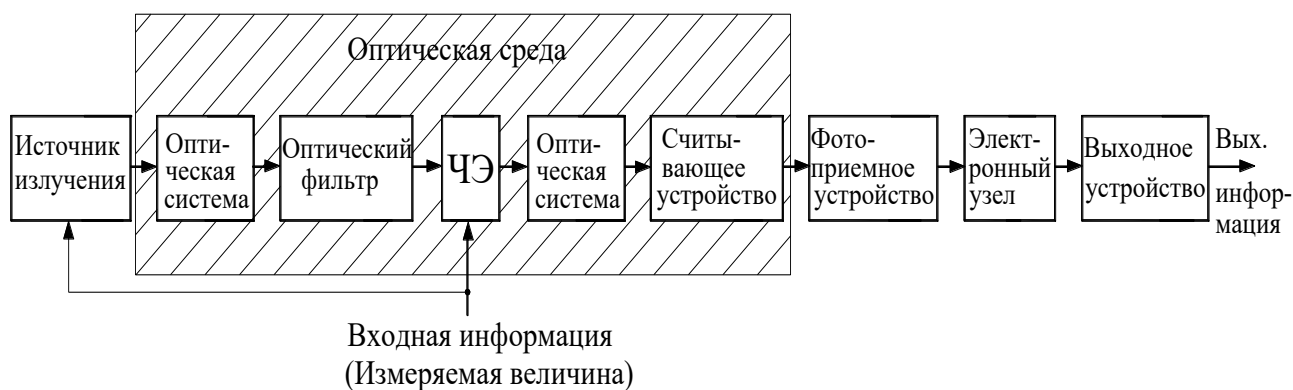 Оптическая среда
Источник
излучения
Опти-
ческая
система
Оптический
фильтр
ЧЭ
Опти-
ческая
система
Считы-
вающее
устройство
Фото-
приемное
устройство
Элект-
ронный
узел
Выходное
устройство
Вых.
инфор-
мация
Входная информация
(Измеряемая величина)